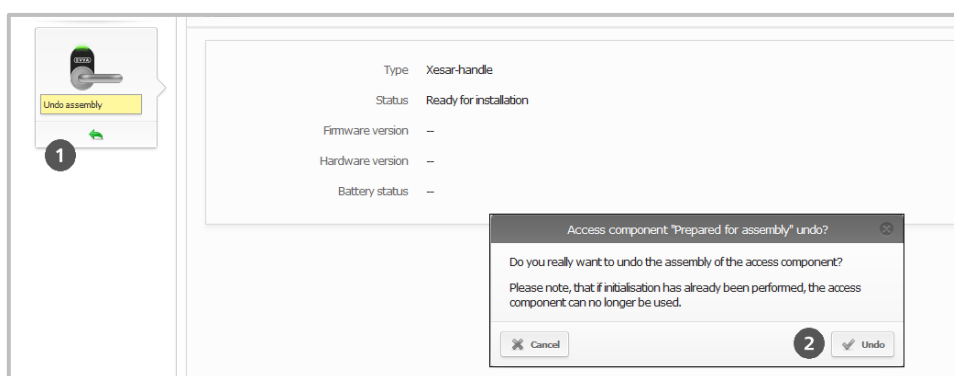 EVVA
Undo assembly
1
Type Xesar-handle
Status Ready for installation
Firmware version --
Hardware version --
Battery status --
Access component "Prepared for assembly" undo?
Do you really want to undo the assembly of the access component?
Please note, that if initialisation has already been performed, the access
component can no longer be used.
Cancel
2
Undo